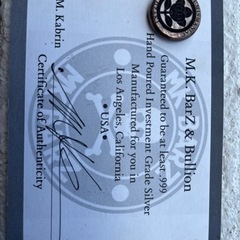 M.K. BarZ & Bullion
Guaranteed to be at least .999
Hand Poured Investment Grade Silver
Manufactured for you in
Los Angeles, California
• USA •
M. Kabrin
Certificate of Authenticity